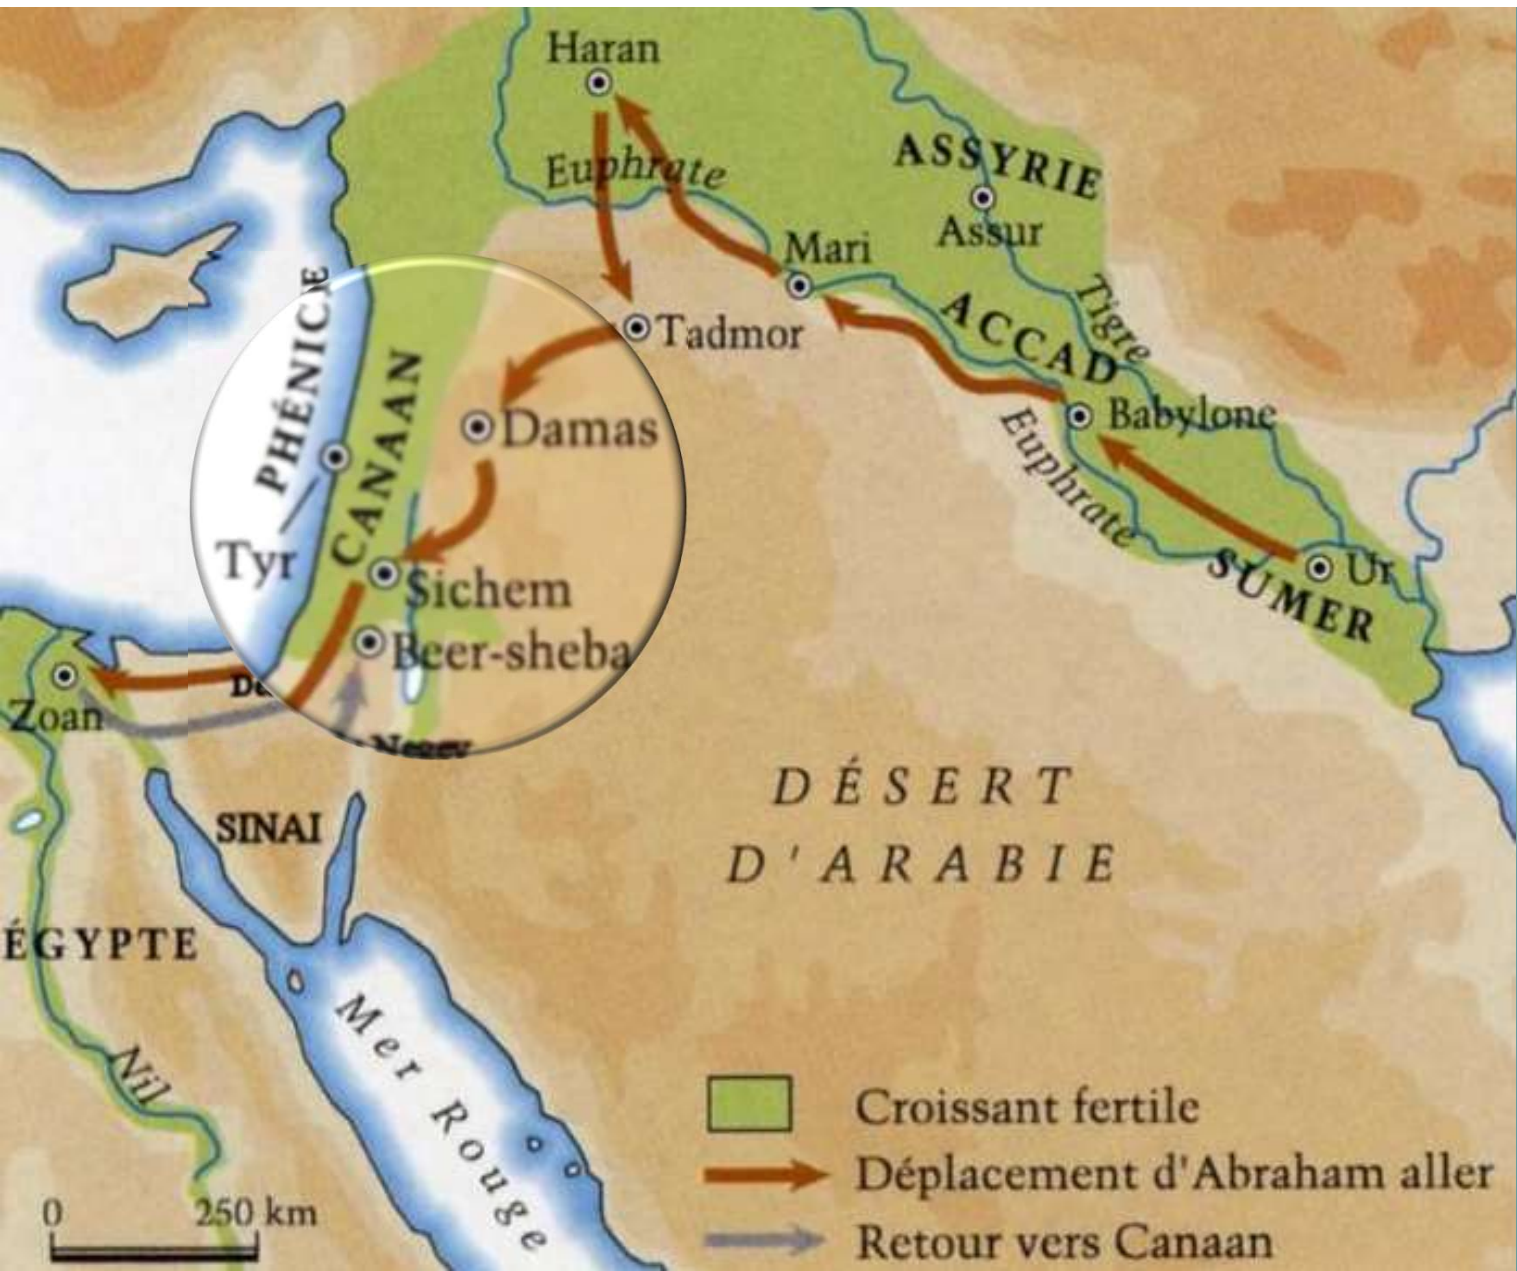 Haran
Euphrate
ASSYRIE
Assur
Mari
Tigre
ACCAD
PHÉNICIE
Tadmor
CANAAN
Damas
Babylone
Euphrate
Tyr
Sichem
SUMER
Ur
Beer-sheba
Zoan
Negev
DÉSERT
D'ARABIE
SINAI
ÉGYPTE
Mer Rouge
Nil
Croissant fertile
Déplacement d'Abraham aller
0 250 km
Retour vers Canaan